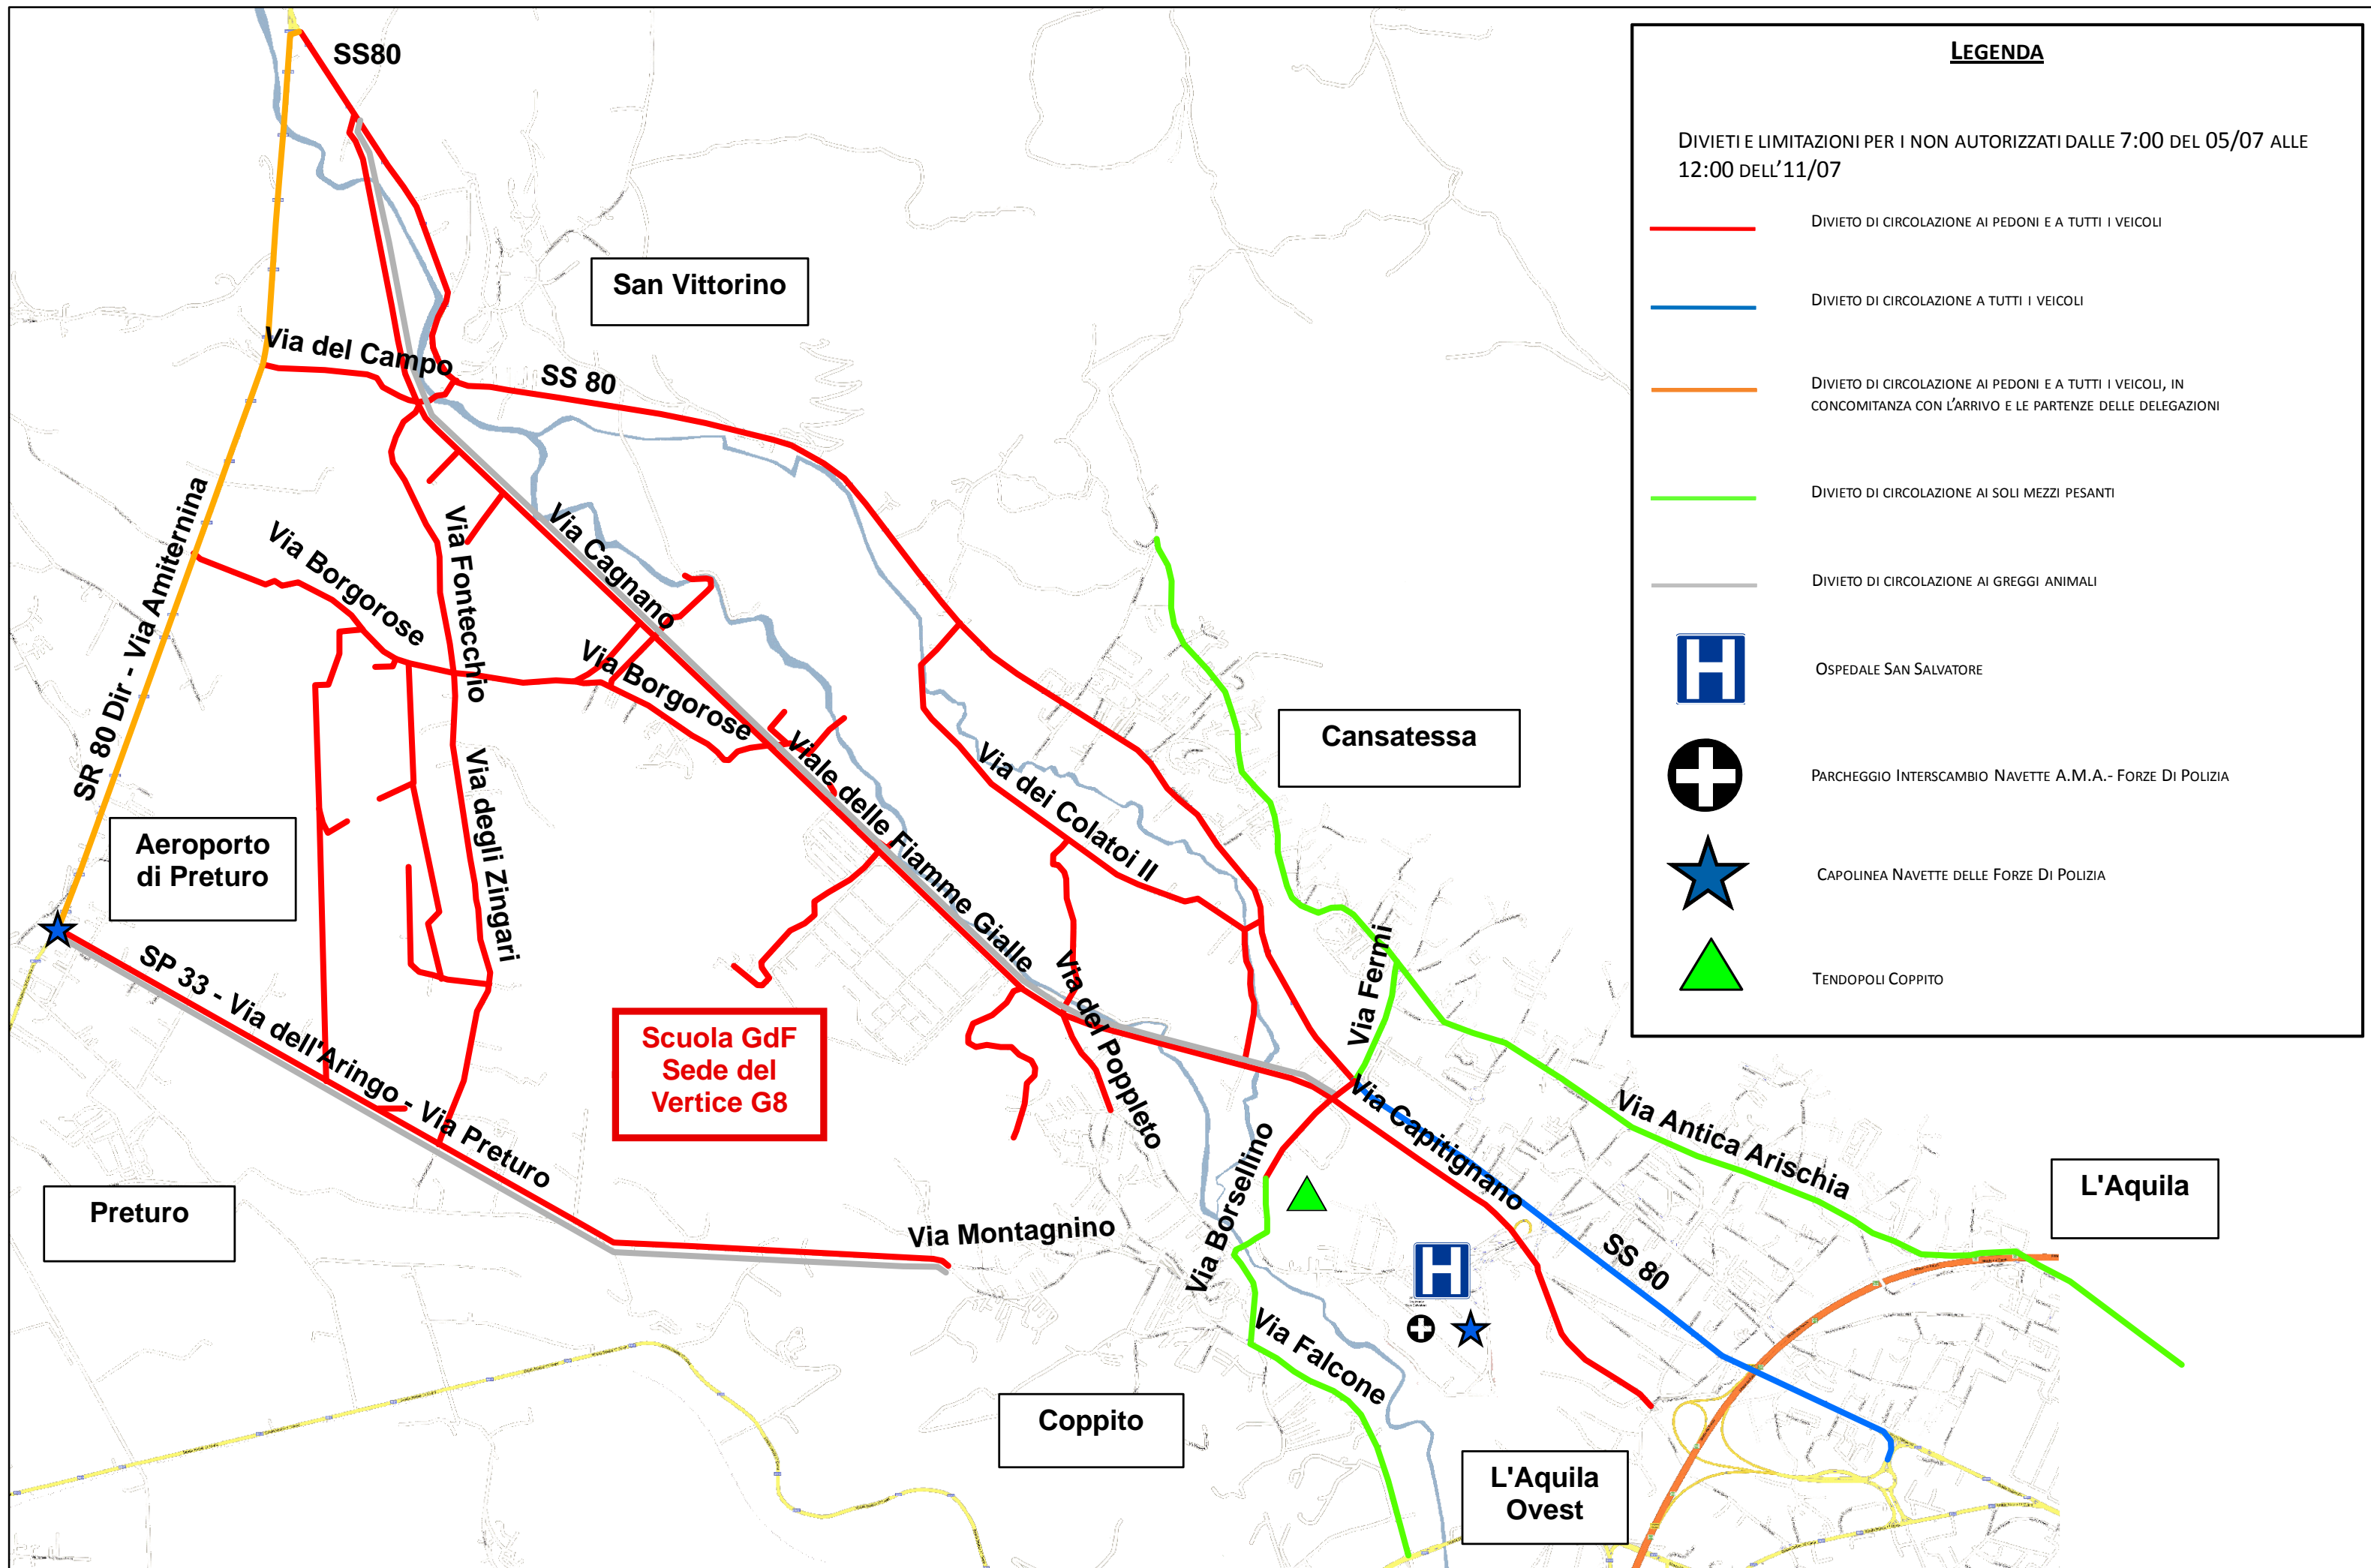 SS80
San Vittorino
Via del Campo
SS 80
SR 80 Dir - Via Amiternina
Via Borgorose
Via Fontecchio
Via Cagnano
Via Borgorose
Viale delle Fiamme Gialle
Via degli Zingari
Via dei Colatoi II
Cansatessa
Aeroporto
di Preturo
SP 33 - Via dell'Aringo - Via Preturo
Scuola GdF
Sede del
Vertice G8
Via del Poppleto
Via Fermi
Via Capitignano
Via Antica Arischia
L'Aquila
Preturo
Via Montagnino
Via Borsellino
SS 80
Via Falcone
Coppito
L'Aquila
Ovest
H
LEGENDA
DIVIETI E LIMITAZIONI PER I NON AUTORIZZATI DALLE 7:00 DEL 05/07 ALLE
12:00 DELL'11/07
DIVIETO DI CIRCOLAZIONE AI PEDONI E A TUTTI I VEICOLI
DIVIETO DI CIRCOLAZIONE A TUTTI I VEICOLI
DIVIETO DI CIRCOLAZIONE AI PEDONI E A TUTTI I VEICOLI, IN
CONCOMITANZA CON L'ARRIVO E LE PARTENZE DELLE DELEGAZIONI
DIVIETO DI CIRCOLAZIONE AI SOLI MEZZI PESANTI
DIVIETO DI CIRCOLAZIONE AI GREGGI ANIMALI
H
OSPEDALE SAN SALVATORE
PARCHEGGIO INTERSCAMBIO NAVETTE A.M.A.- FORZE DI POLIZIA
CAPOLINEA NAVETTE DELLE FORZE DI POLIZIA
TENDOPOLI COPPITO